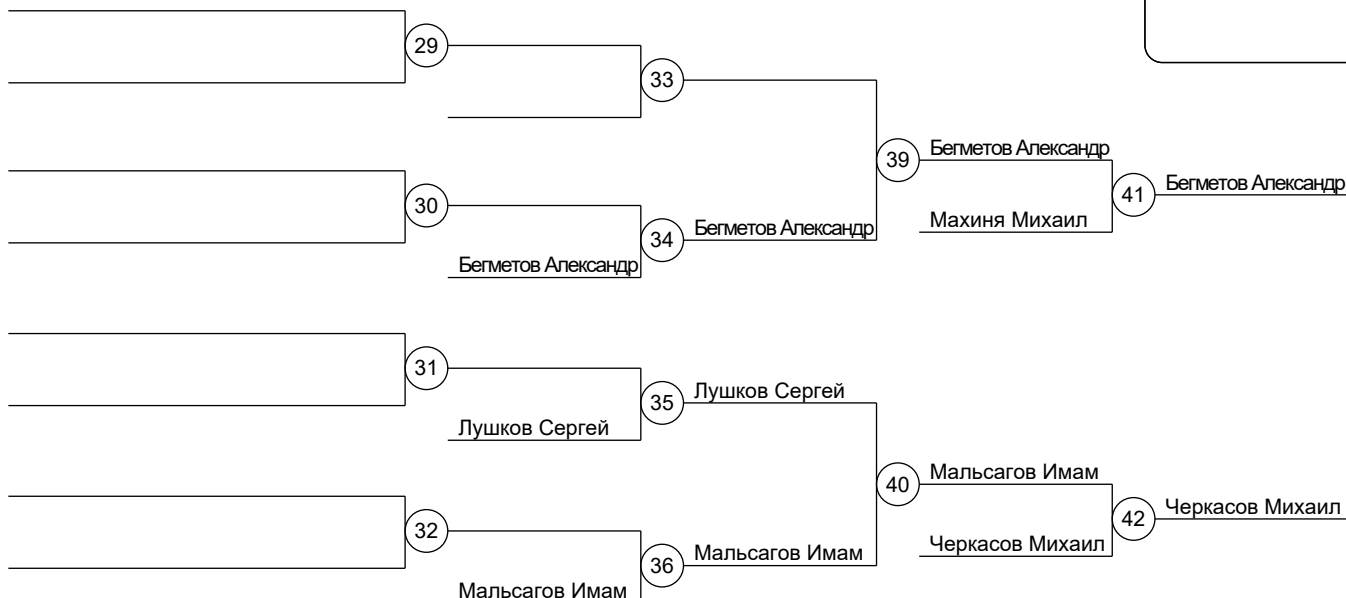 29
33
39
Бегметов Александр
41
Бегметов Александр
Махиня Михаил
30
34
Бегметов Александр
Бегметов Александр
31
35
Лушков Сергей
Лушков Сергей
40
Мальсагов Имам
42
Черкасов Михаил
Черкасов Михаил
32
36
Мальсагов Имам
Мальсагов Имам